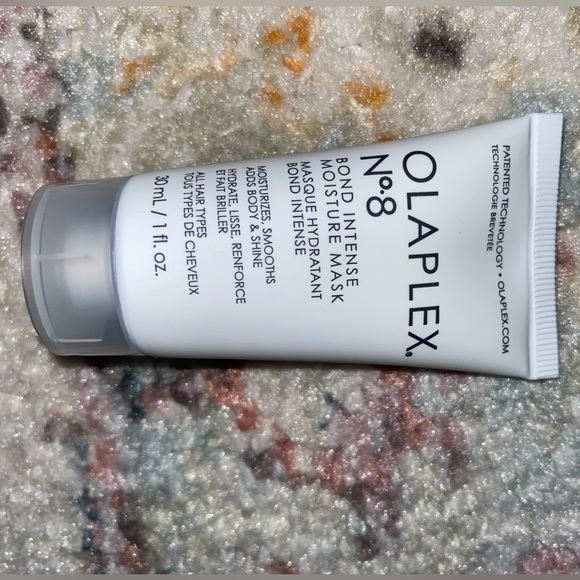 PATENTED TECHNOLOGY • OLAPLEX.COM
TECHNOLOGIE BREVETÉE
OLAPLEX®
Nº.8
BOND INTENSE
MOISTURE MASK
MASQUE HYDRATANT
BOND INTENSE
MOISTURIZES, SMOOTHS
ADDS BODY & SHINE
HYDRATE, LISSE, RENFORCE
ET FAIT BRILLER
ALL HAIR TYPES
TOUS TYPES DE CHEVEUX
30 mL / 1 fl. oz.